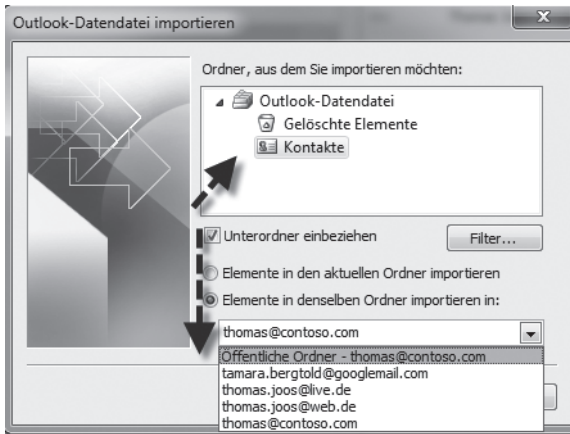 Outlook-Datendatei importieren
Ordner, aus dem Sie importieren möchten:
Outlook-Datendatei
Gelöschte Elemente
Kontakte
Unterordner einbeziehen
Filter...
Elemente in den aktuellen Ordner importieren
Elemente in denselben Ordner importieren in:
thomas@contoso.com
Öffentliche Ordner - thomas@contoso.com
tamara.bergtold@googlemail.com
thomas.joos@live.de
thomas.joos@web.de
thomas@contoso.com